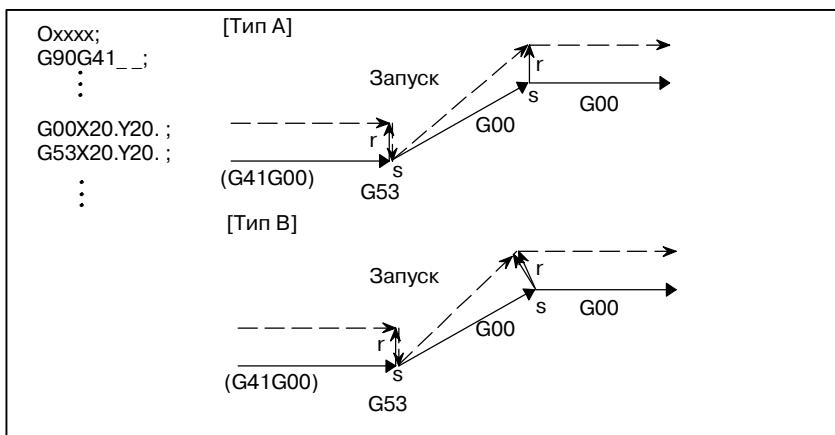 Oxxxx;
G90G41_ _;
G00X20.Y20. ;
G53X20.Y20. ;
[Тип A]
Запуск
r
s
G00
G00
r
s
(G41G00)
G53
[Тип B]
Запуск
r
s
G00
G00
r
s
(G41G00)
G53